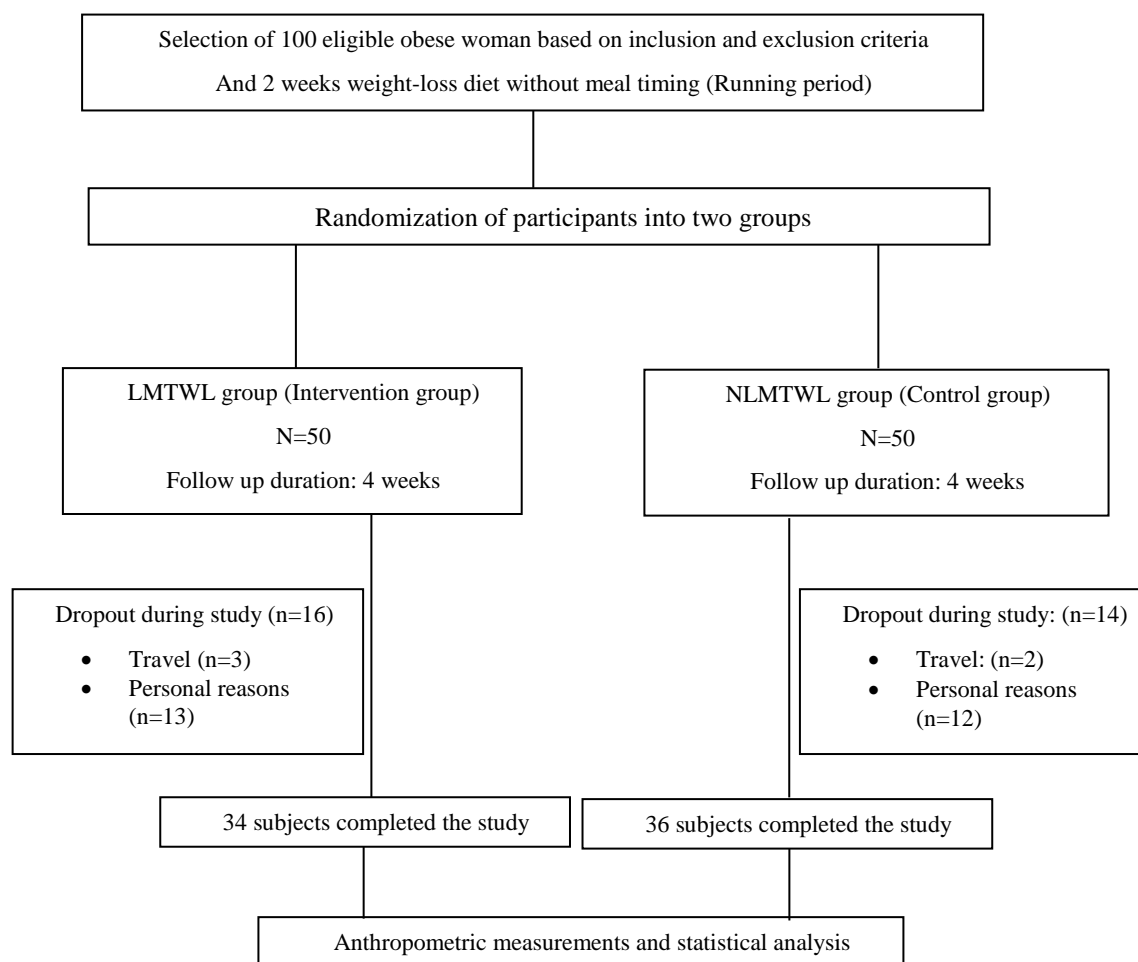 Selection of 100 eligible obese woman based on inclusion and exclusion criteria
And 2 weeks weight-loss diet without meal timing (Running period)
Randomization of participants into two groups
LMTWL group (Intervention group)
N=50
Follow up duration: 4 weeks
NLMTWL group (Control group)
N=50
Follow up duration: 4 weeks
Dropout during study (n=16)
• Travel (n=3)
• Personal reasons
(n=13)
Dropout during study: (n=14)
• Travel: (n=2)
• Personal reasons
(n=12)
34 subjects completed the study
36 subjects completed the study
Anthropometric measurements and statistical analysis